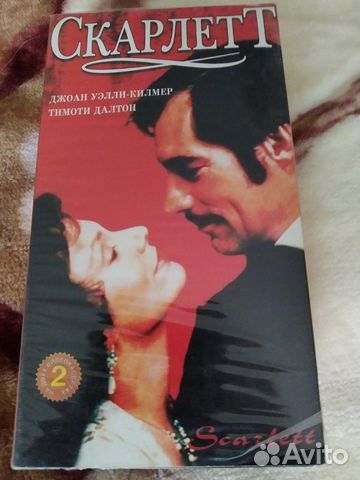 СКАРЛЕТТ
ДЖОАН УЭЛЛИ-КИЛМЕР
ТИМОТИ ДАЛТОН
2
Scarlett
Avito